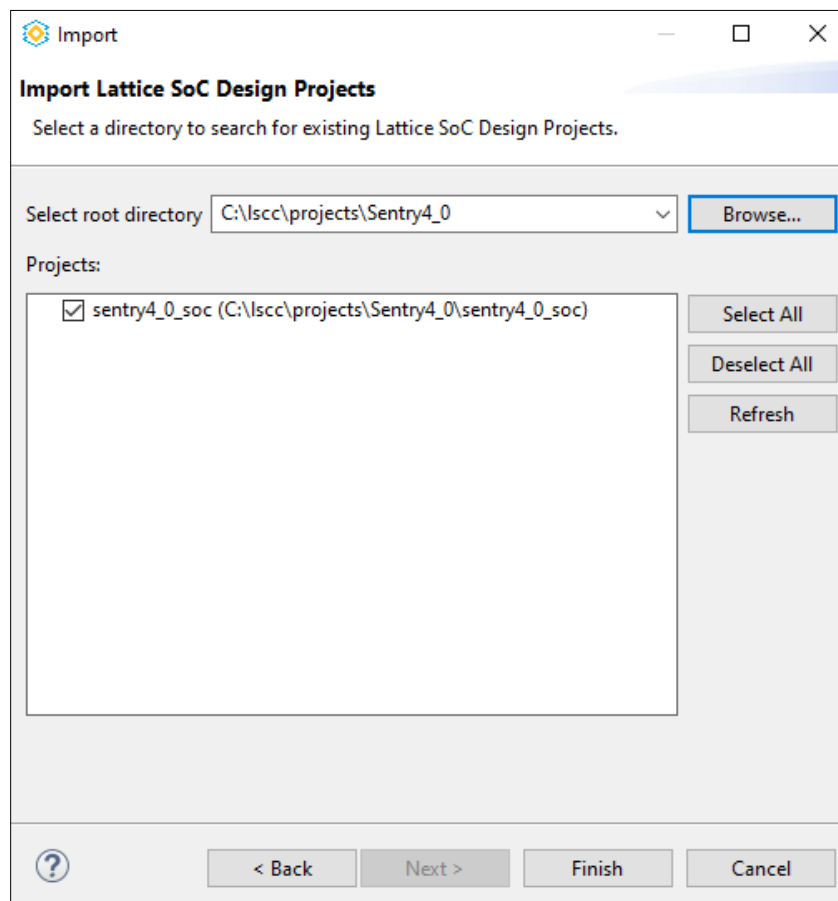 Import
Import Lattice SoC Design Projects
Select a directory to search for existing Lattice SoC Design Projects.
Select root directory C:\lscc\projects\Sentry4_0 Browse...
Projects:
sentry4_0_soc (C:\lscc\projects\Sentry4_0\sentry4_0_soc)
Select All
Deselect All
Refresh
? < Back Next > Finish Cancel